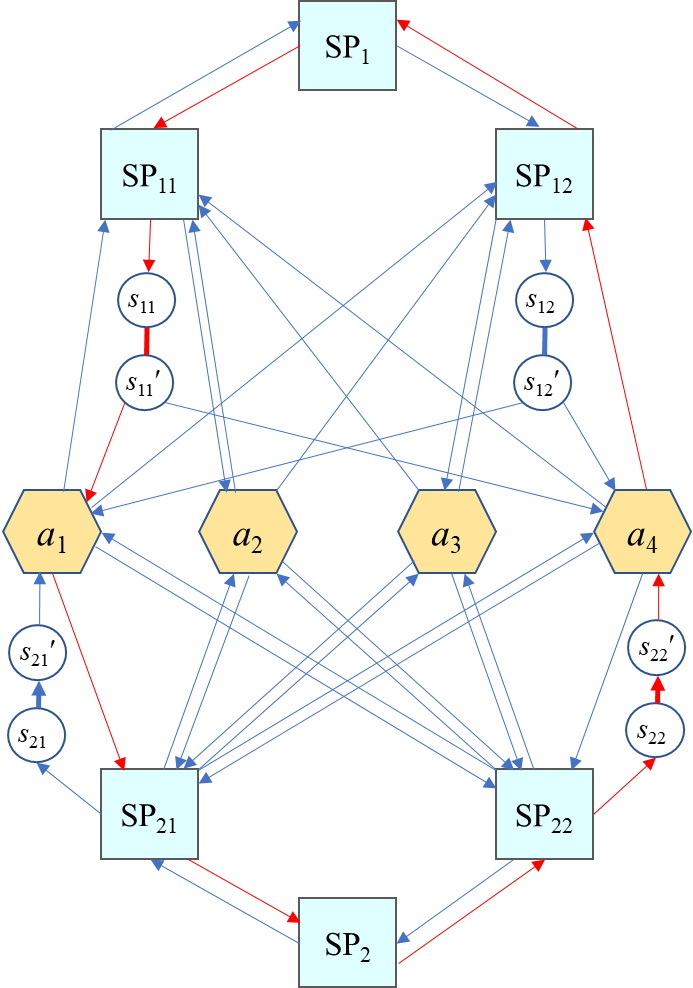 SP₁
SP₁₁
SP₁₂
s₁₁
s₁₂
s₁₁′
s₁₂′
a₁
a₂
a₃
a₄
s₂₁′
s₂₂′
s₂₁
s₂₂
SP₂₁
SP₂₂
SP₂